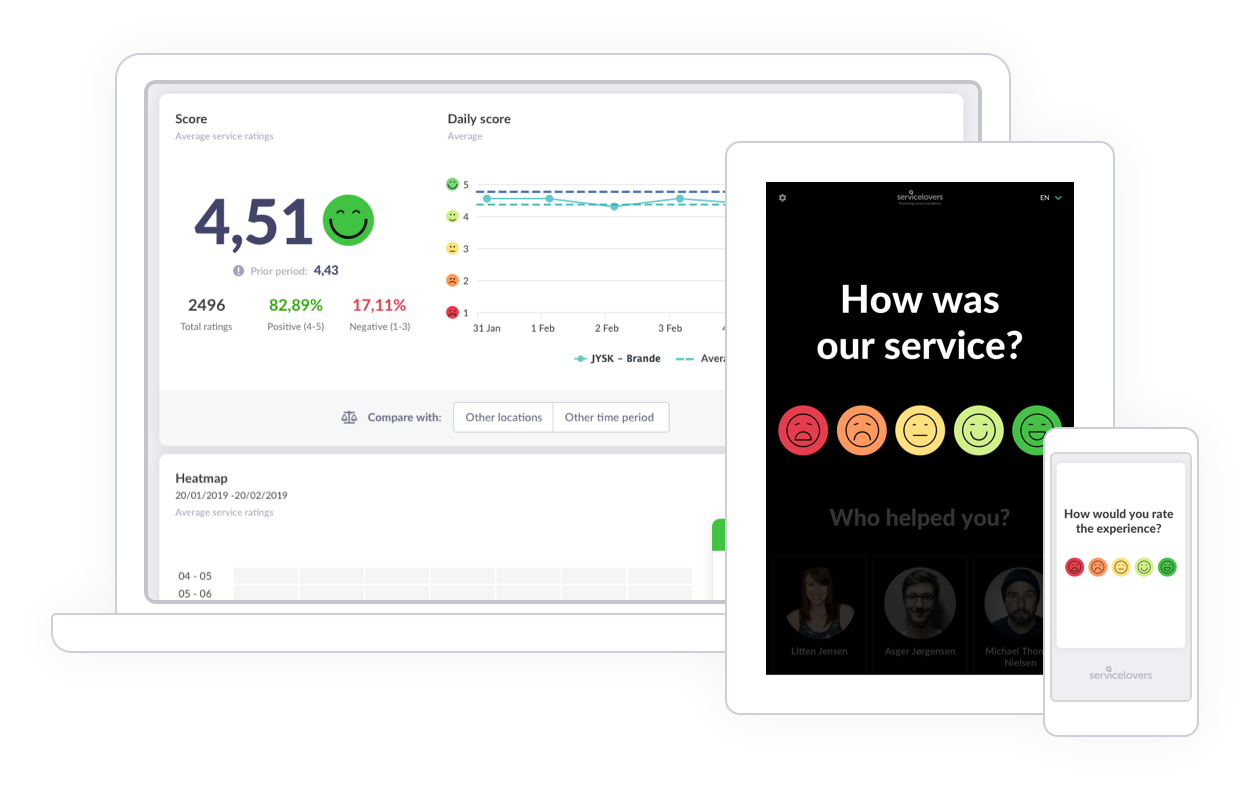 Score
Average service ratings
4,51
Prior period: 4,43
2496
Total ratings
82,89%
Positive (4-5)
17,11%
Negative (1-3)
Daily score
Average
5
4
3
2
1
31 Jan 1 Feb 2 Feb 3 Feb
JYSK – Brande
Compare with: Other locations Other time period
Heatmap
20/01/2019 -20/02/2019
Average service ratings
04 - 05
05 - 06
servicelovers
Promoting service excellence
EN
How was
our service?
Who helped you?
Litten Jensen
Asger Jørgensen
Michael
Nielsen
How would you rate
the experience?
servicelovers